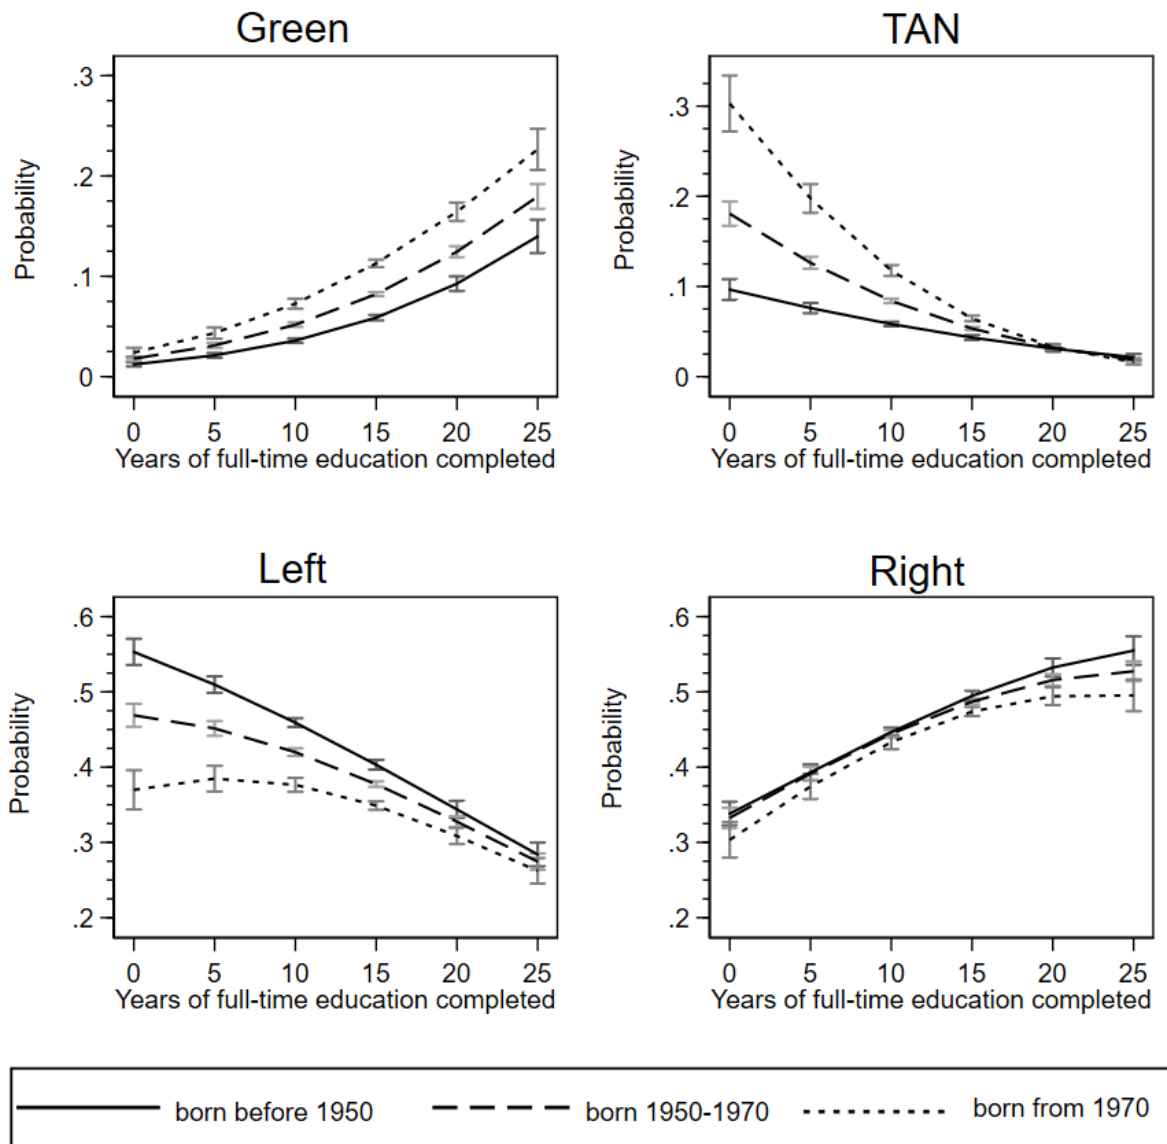 Green
Probability
.3
.2
.1
0
0 5 10 15 20 25
Years of full-time education completed
TAN
Probability
.3
.2
.1
0
0 5 10 15 20 25
Years of full-time education completed
Left
Probability
.6
.5
.4
.3
.2
0 5 10 15 20 25
Years of full-time education completed
Right
Probability
.6
.5
.4
.3
.2
0 5 10 15 20 25
Years of full-time education completed
born before 1950 born 1950-1970 born from 1970